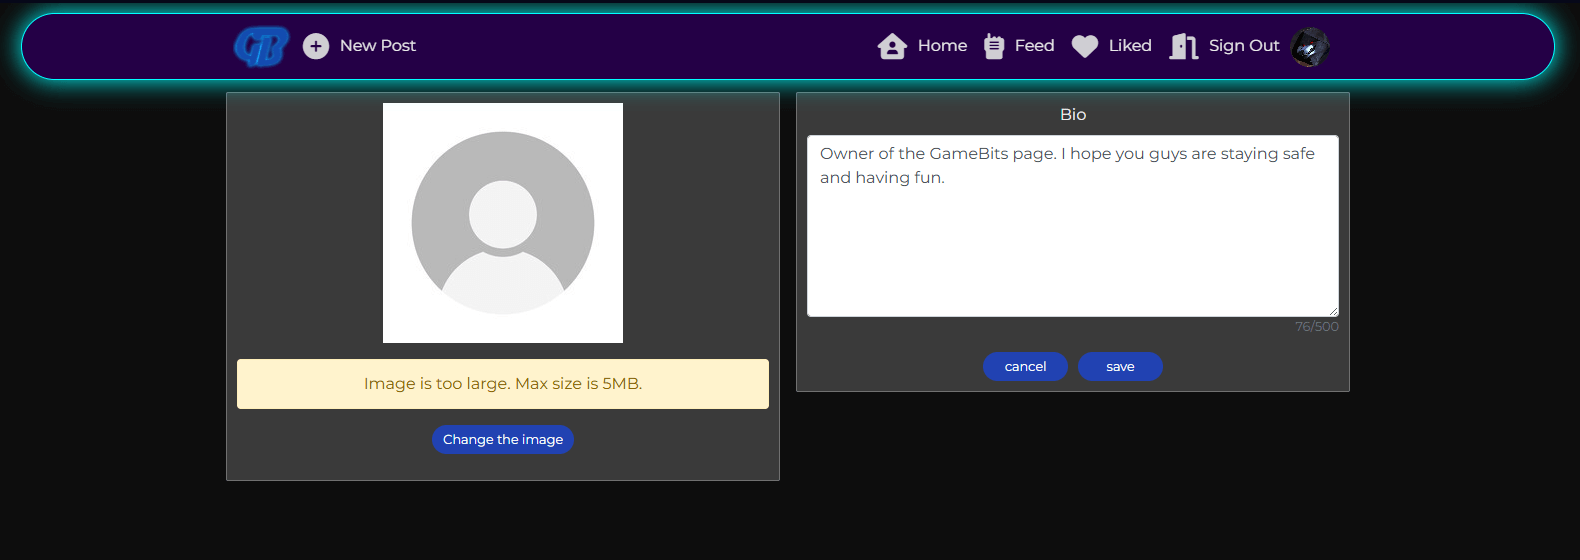 GB
New Post
Home
Feed
Liked
Sign Out
Image is too large. Max size is 5MB.
Change the image
Bio
Owner of the GameBits page. I hope you guys are staying safe
and having fun.
76/500
cancel
save